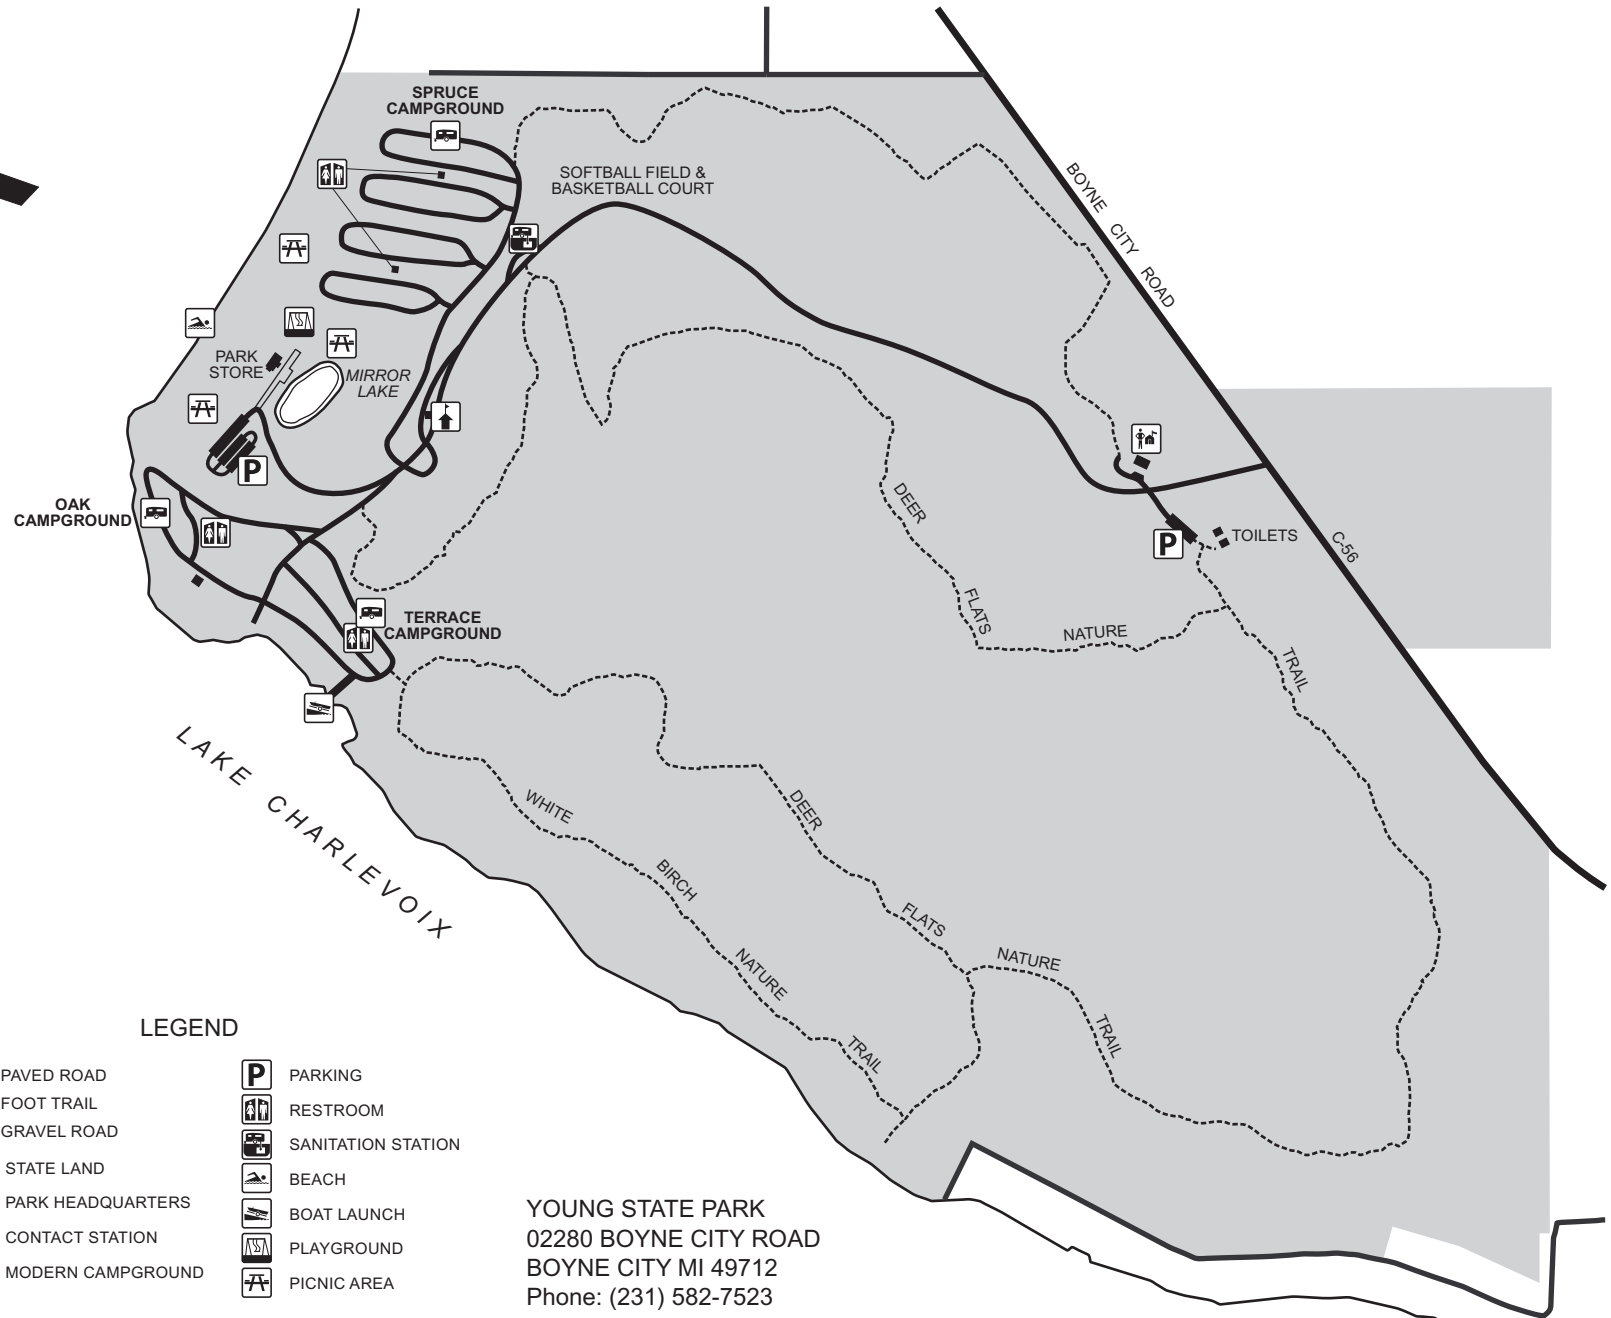 SPRUCE
CAMPGROUND
SOFTBALL FIELD &
BASKETBALL COURT
BOYNE CITY ROAD
PARK
STORE
MIRROR
LAKE
P
OAK
CAMPGROUND
DEER FLATS NATURE TRAIL
P
TOILETS
C-56
TERRACE
CAMPGROUND
LAKE CHARLEVOIX
WHITE BIRCH NATURE TRAIL
DEER FLATS NATURE TRAIL
LEGEND
PAVED ROAD
FOOT TRAIL
GRAVEL ROAD
STATE LAND
PARK HEADQUARTERS
CONTACT STATION
MODERN CAMPGROUND
P PARKING
RESTROOM
SANITATION STATION
BEACH
BOAT LAUNCH
PLAYGROUND
PICNIC AREA
YOUNG STATE PARK
02280 BOYNE CITY ROAD
BOYNE CITY MI 49712
Phone: (231) 582-7523